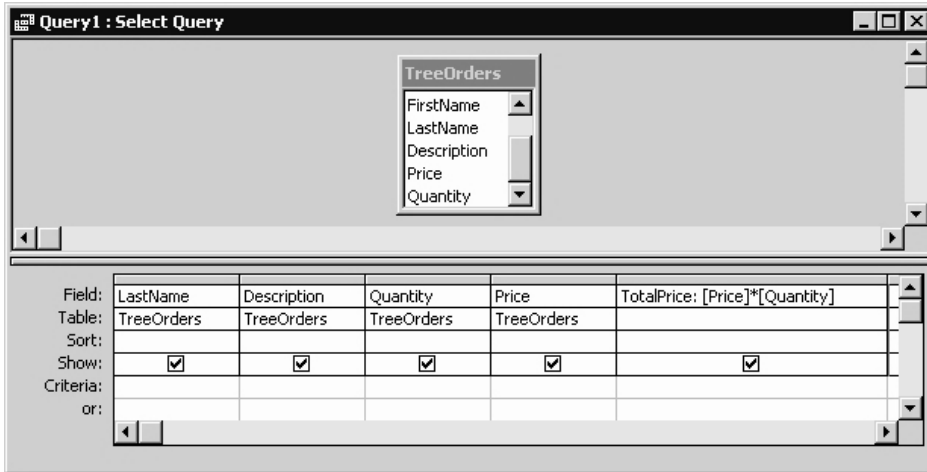 Query1 : Select Query
TreeOrders
FirstName
LastName
Description
Price
Quantity
Field: LastName Description Quantity Price TotalPrice: [Price]*[Quantity]
Table: TreeOrders TreeOrders TreeOrders TreeOrders
Sort:
Show:
Criteria:
or: